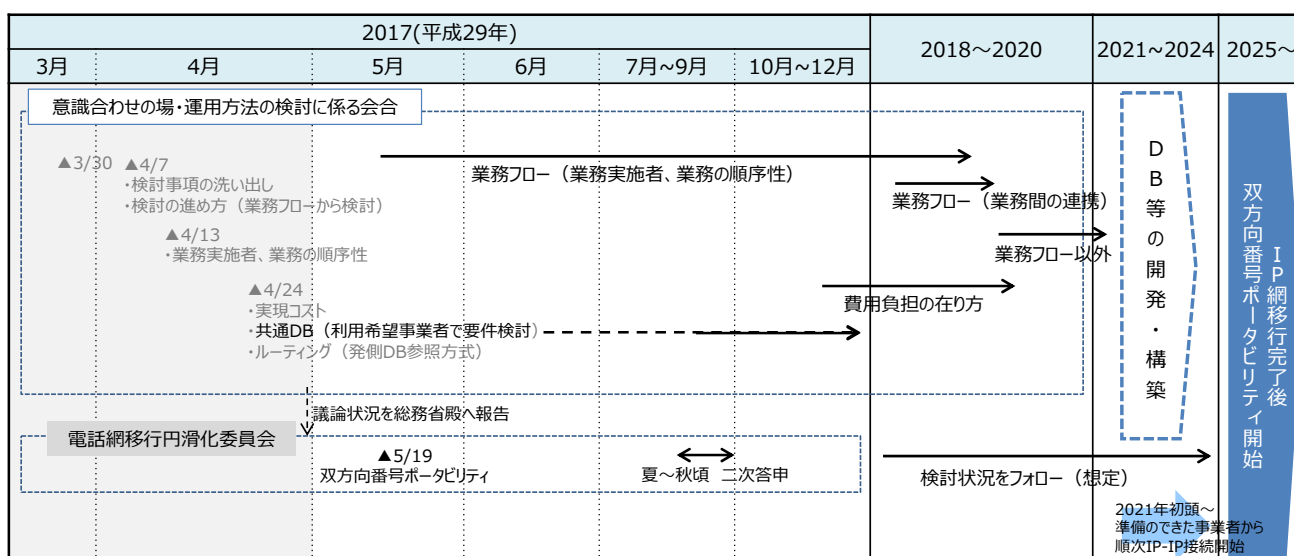 2017(平成29年)
2018～2020
2021~2024
2025～
3月
4月
5月
6月
7月~9月
10月~12月
意識合わせの場・運用方法の検討に係る会合
▲3/30
▲4/7
・検討事項の洗い出し
・検討の進め方（業務フローから検討）
▲4/13
・業務実施者、業務の順序性
▲4/24
・実現コスト
・共通DB（利用希望事業者で要件検討）
・ルーティング（発側DB参照方式）
業務フロー（業務実施者、業務の順序性）
業務フロー（業務間の連携）
業務フロー以外
費用負担の在り方
DB等の開発・構築
IP網移行完了後
双方向番号ポータビリティ開始
議論状況を総務省殿へ報告
電話網移行円滑化委員会
▲5/19
双方向番号ポータビリティ
夏～秋頃 二次答申
検討状況をフォロー（想定）
2021年初頭～
準備のできた事業者から
順次IP-IP接続開始